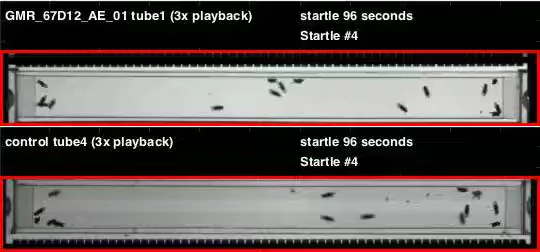 GMR_67D12_AE_01 tube1 (3x playback) startle 96 seconds
Startle #4
control tube4 (3x playback) startle 96 seconds
Startle #4